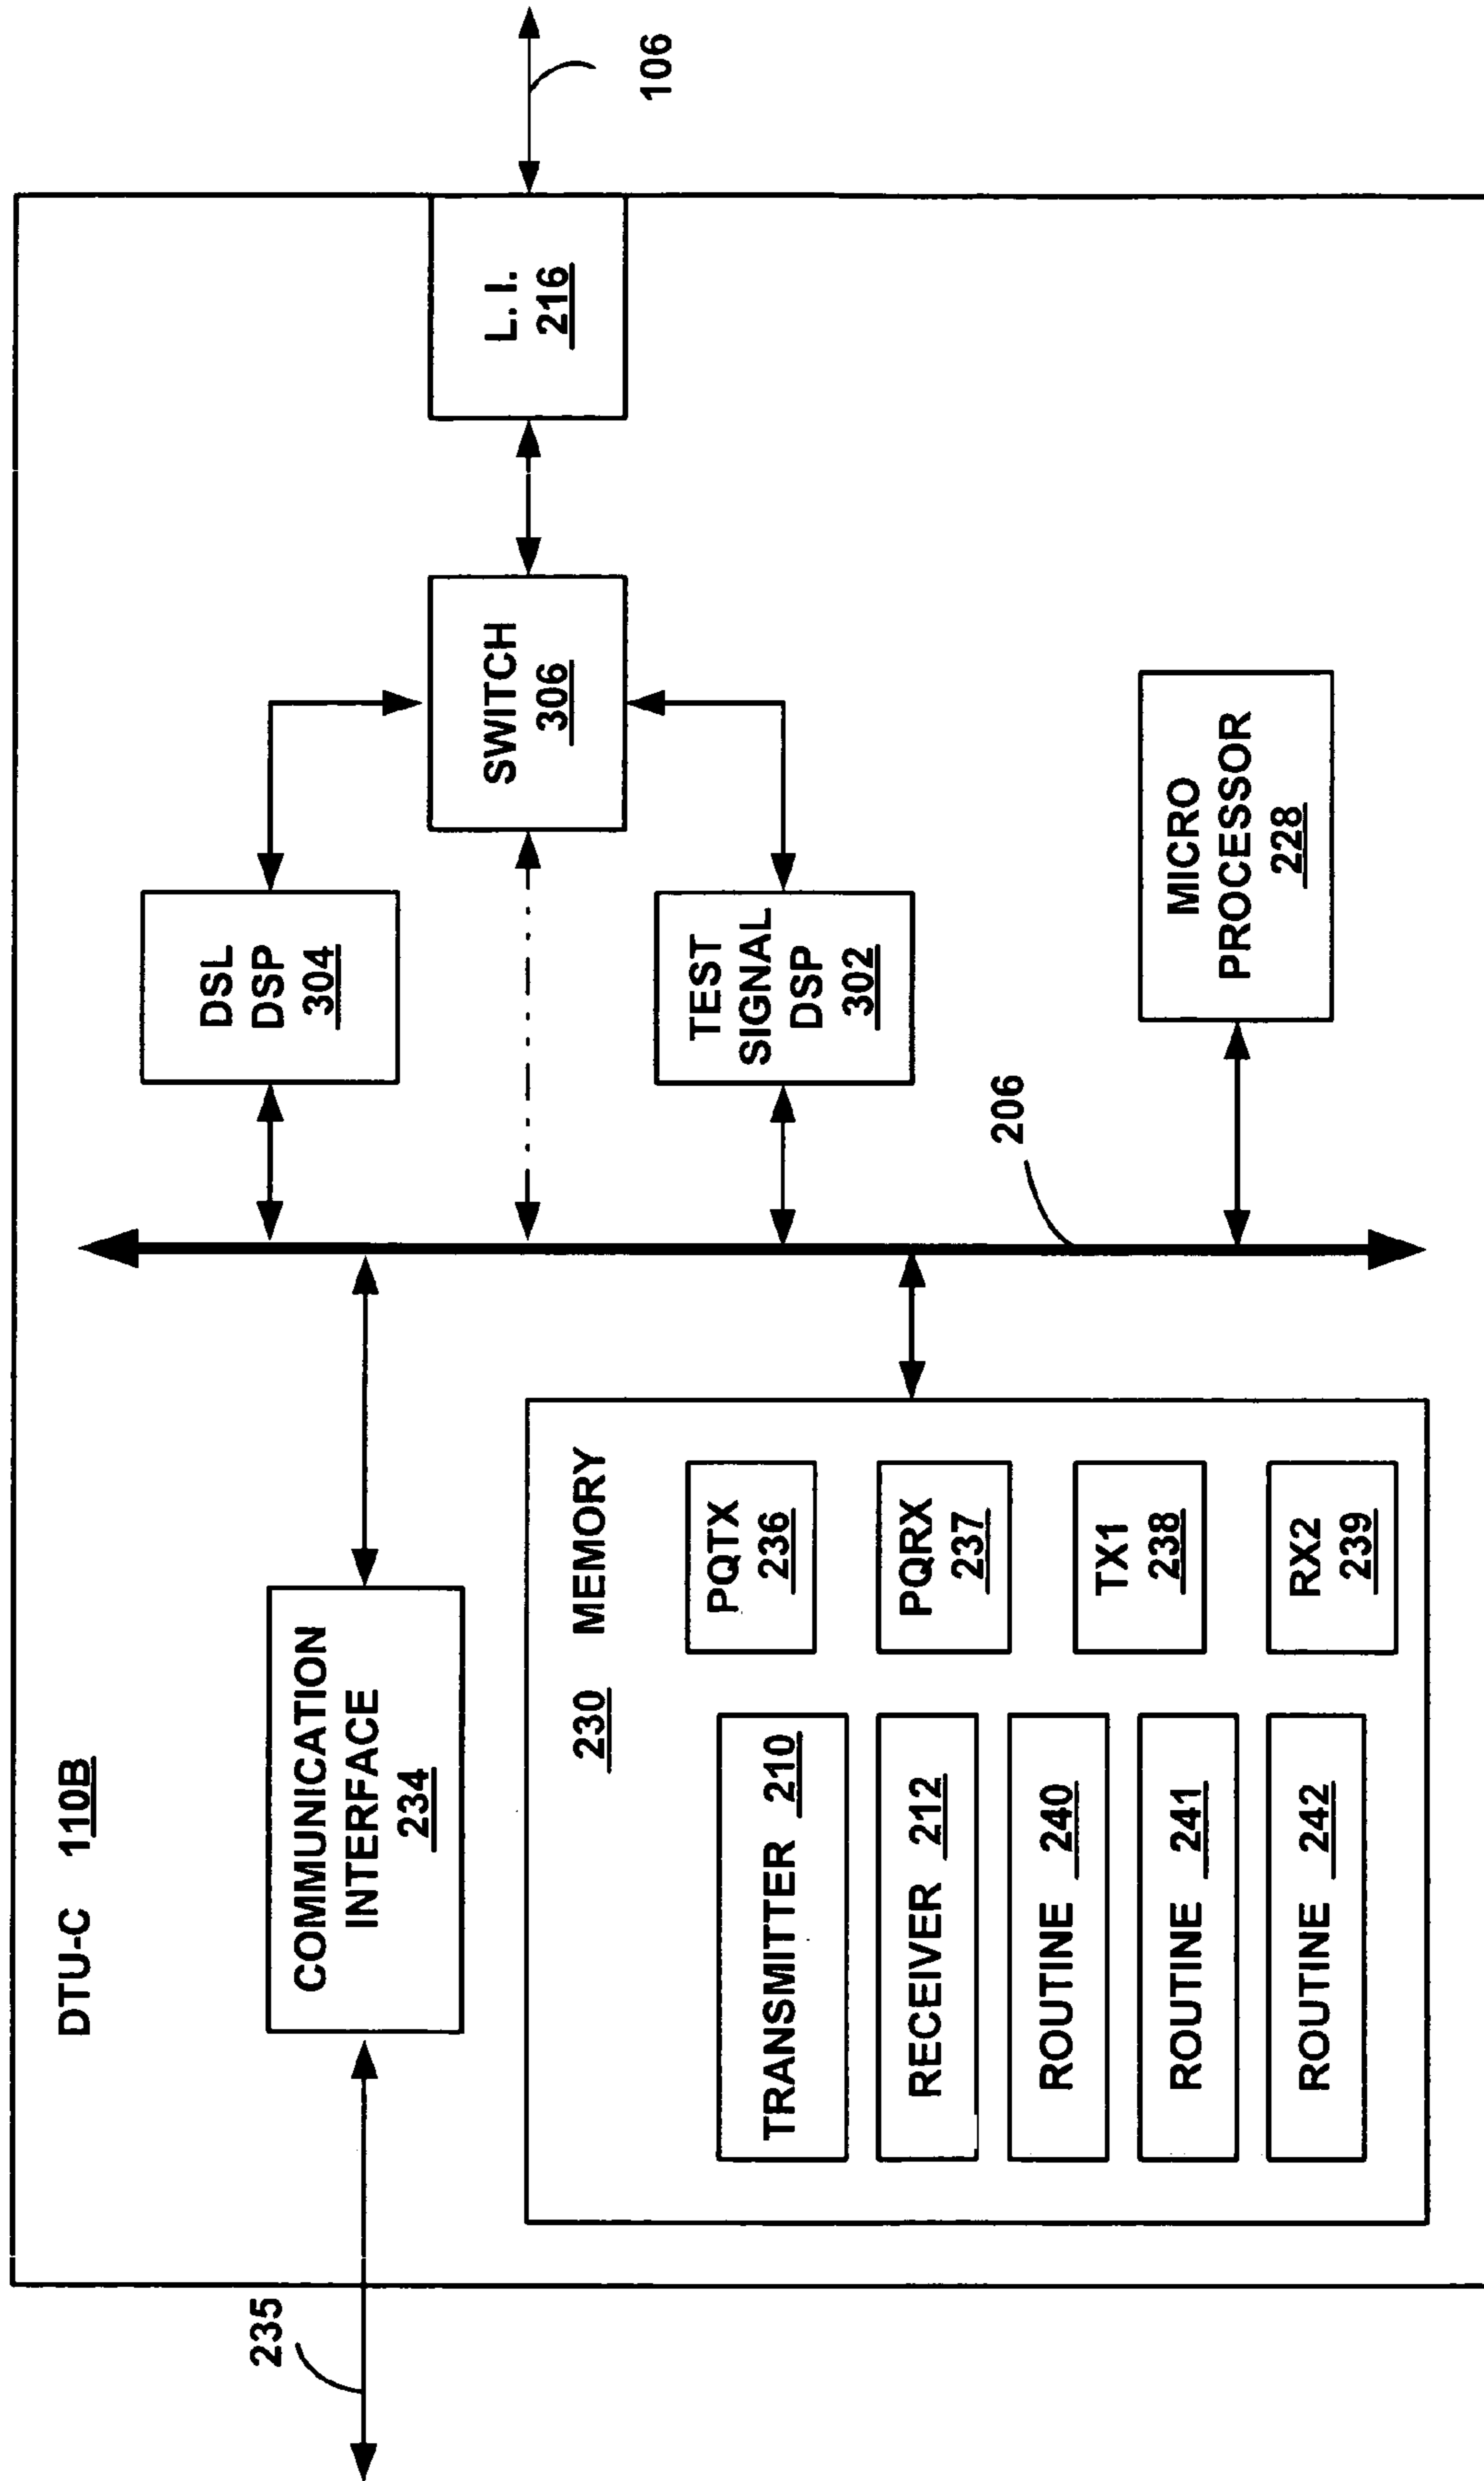 DTU-C 110B
235
COMMUNICATION
INTERFACE
234
230 MEMORY
TRANSMITTER 210
RECEIVER 212
ROUTINE 240
ROUTINE 241
ROUTINE 242
PQTX
236
PQRX
237
TX1
238
RX2
239
206
DSL
DSP
304
TEST
SIGNAL
DSP
302
MICRO
PROCESSOR
228
SWITCH
306
L. I.
216
106